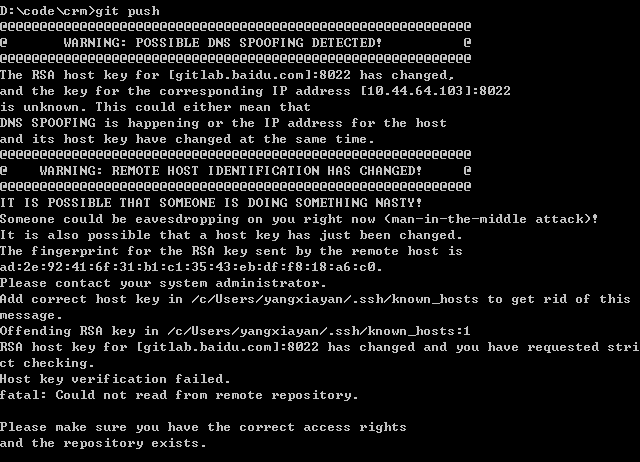 D:\code\crm>git push
@@@@@@@@@@@@@@@@@@@@@@@@@@@@@@@@@@@@@@@@@@@@@@@@@@@@@@@@@@@
@       WARNING: POSSIBLE DNS SPOOFING DETECTED!          @
@@@@@@@@@@@@@@@@@@@@@@@@@@@@@@@@@@@@@@@@@@@@@@@@@@@@@@@@@@@
The RSA host key for [gitlab.baidu.com]:8022 has changed,
and the key for the corresponding IP address [10.44.64.103]:8022
is unknown. This could either mean that
DNS SPOOFING is happening or the IP address for the host
and its host key have changed at the same time.
@@@@@@@@@@@@@@@@@@@@@@@@@@@@@@@@@@@@@@@@@@@@@@@@@@@@@@@@@@@
@    WARNING: REMOTE HOST IDENTIFICATION HAS CHANGED!     @
@@@@@@@@@@@@@@@@@@@@@@@@@@@@@@@@@@@@@@@@@@@@@@@@@@@@@@@@@@@
IT IS POSSIBLE THAT SOMEONE IS DOING SOMETHING NASTY!
Someone could be eavesdropping on you right now (man-in-the-middle attack)!
It is also possible that a host key has just been changed.
The fingerprint for the RSA key sent by the remote host is
ad:2e:92:41:6f:31:b1:c1:35:43:eb:df:f8:18:a6:c0.
Please contact your system administrator.
Add correct host key in /c/Users/yangxiayan/.ssh/known_hosts to get rid of this
message.
Offending RSA key in /c/Users/yangxiayan/.ssh/known_hosts:1
RSA host key for [gitlab.baidu.com]:8022 has changed and you have requested stri
ct checking.
Host key verification failed.
fatal: Could not read from remote repository.

Please make sure you have the correct access rights
and the repository exists.